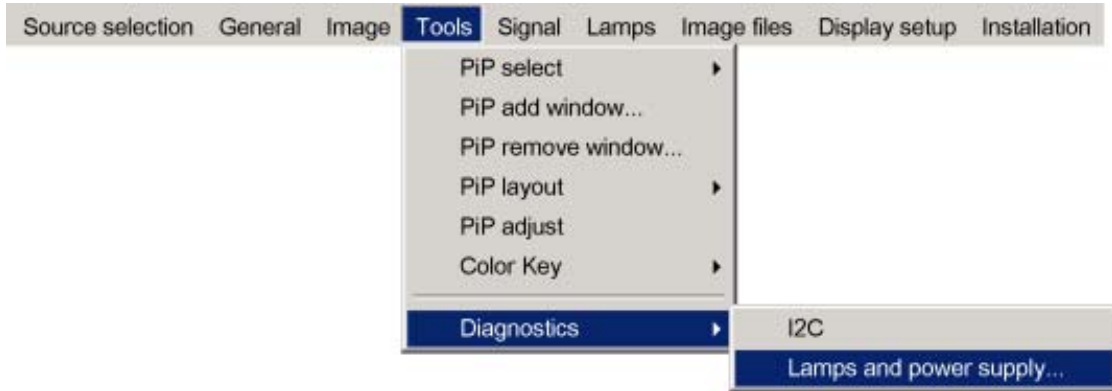 Source selection General Image Tools Signal Lamps Image files Display setup Installation
PiP select
PiP add window...
PiP remove window...
PiP layout
PiP adjust
Color Key
Diagnostics
I2C
Lamps and power supply...